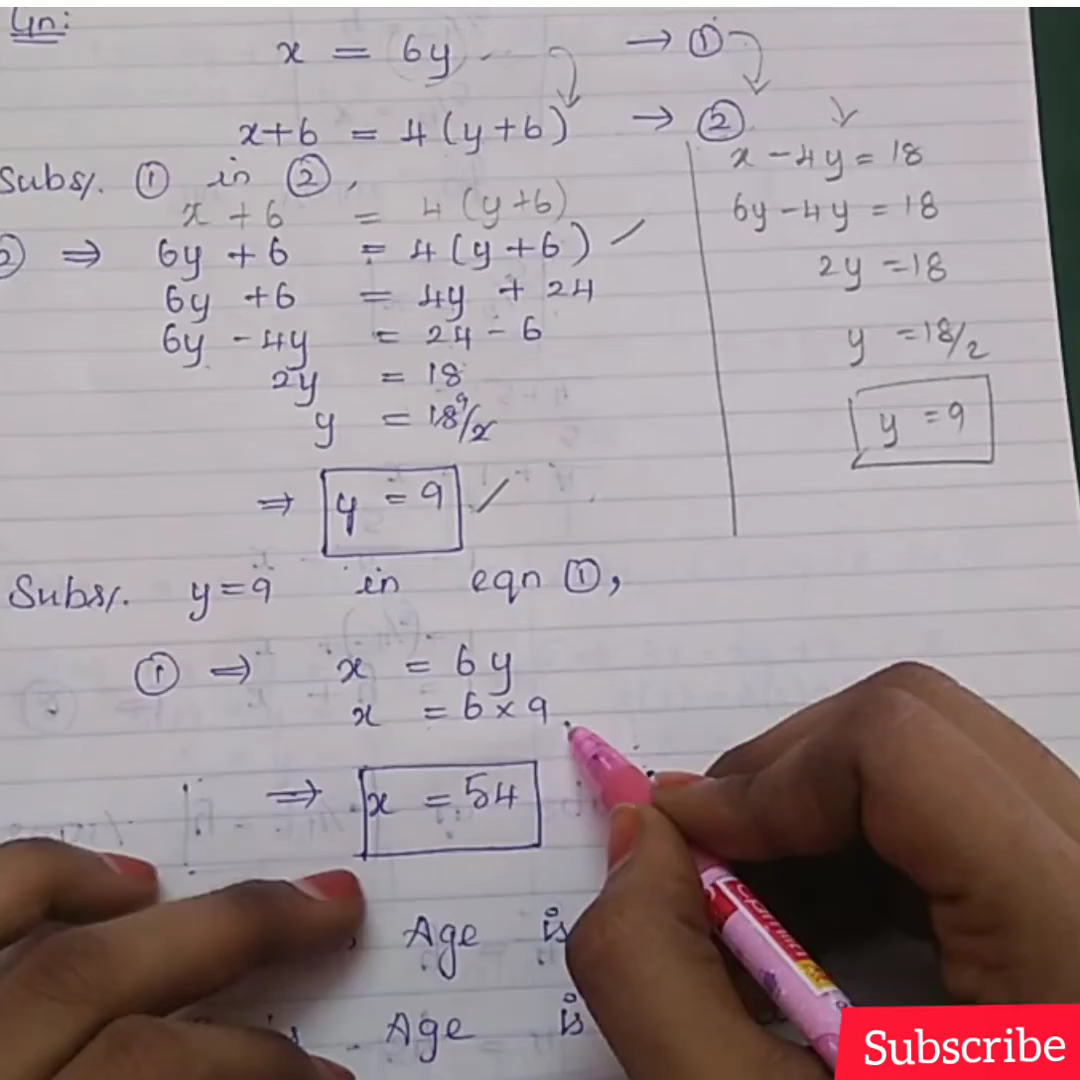 Gn:
x = 6y → ①
x+6 = 4(y+6) → ②
Subs/. ① in ②,
x + 6 = 4(y+6)
② ⇒ 6y + 6 = 4(y+6)
6y + 6 = 4y + 24
6y - 4y = 24 - 6
2y = 18
y = 18/2 9
⇒ y = 9
x - 4y = 18
6y - 4y = 18
2y = 18
y = 18/2
y = 9
Subs/. y = 9 in eqn ①,
① ⇒ x = 6y
x = 6 × 9
⇒ x = 54
Age is
Age is
Subscribe